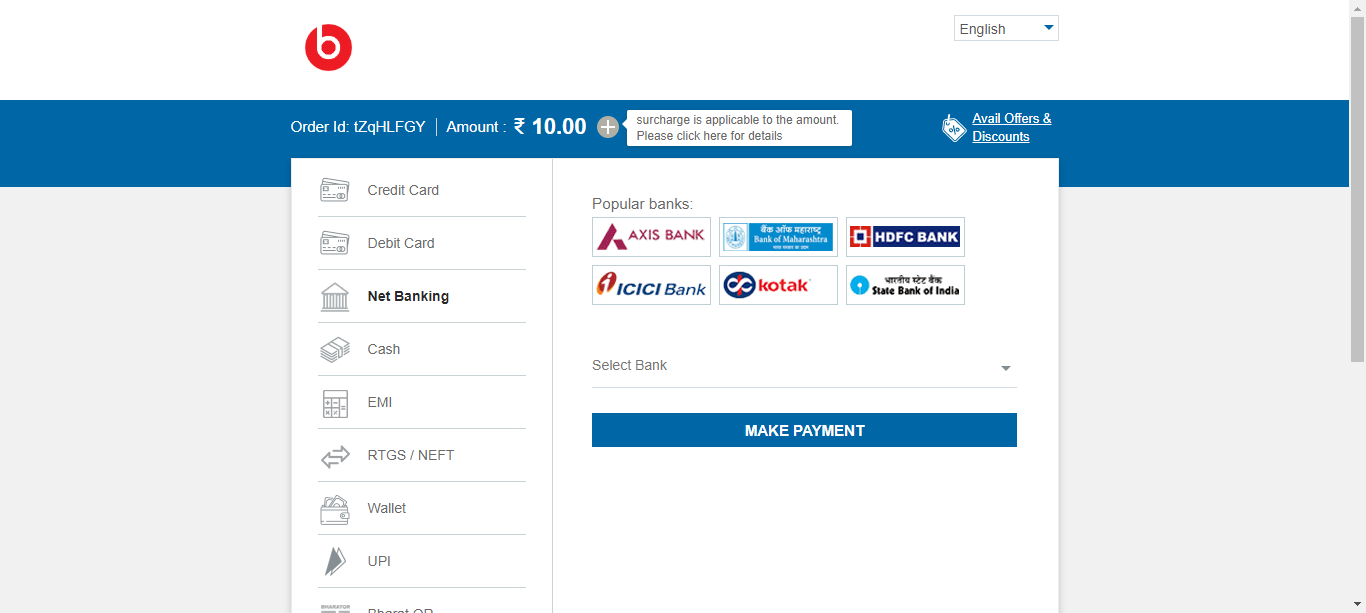 b
English
Order Id: tZqHLFGY
Amount : ₹ 10.00
surcharge is applicable to the amount.
Please click here for details
Avail Offers &
Discounts
Credit Card
Debit Card
Net Banking
Cash
EMI
RTGS / NEFT
Wallet
UPI
BHARATQR
Bharat QR
Popular banks:
AXIS BANK
बैंक ऑफ महाराष्ट्र
Bank of Maharashtra
HDFC BANK
ICICI Bank
kotak
भारतीय स्टेट बैंक
State Bank of India
Select Bank
MAKE PAYMENT